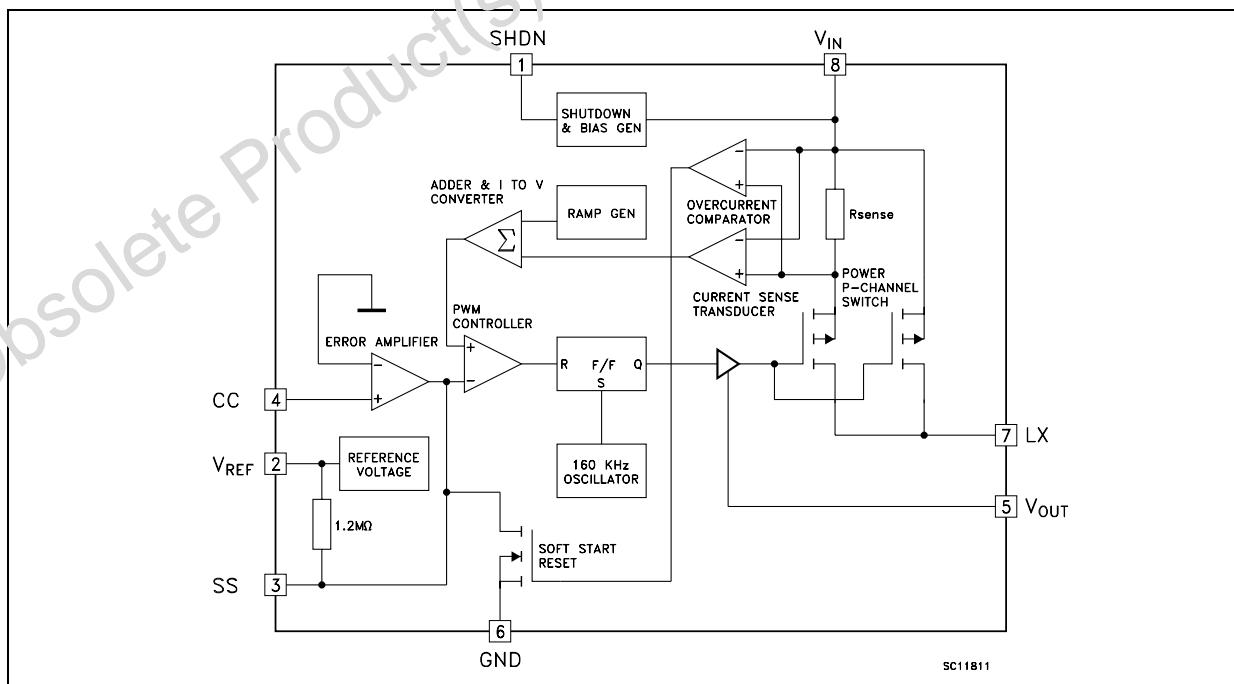 Obsolete Product(s)
SHDN
VIN
1
8
SHUTDOWN
& BIAS GEN
ADDER & I TO V
CONVERTER
RAMP GEN
-
+
OVERCURRENT
COMPARATOR
Rsense
Σ
-
+
CURRENT SENSE
TRANSDUCER
POWER
P-CHANNEL
SWITCH
PWM
CONTROLLER
ERROR AMPLIFIER
-
+
+
-
R F/F Q
S
CC
4
LX
7
VREF
2
REFERENCE
VOLTAGE
160 KHz
OSCILLATOR
VOUT
5
1.2MΩ
SOFT START
RESET
SS
3
6
GND
SC11811